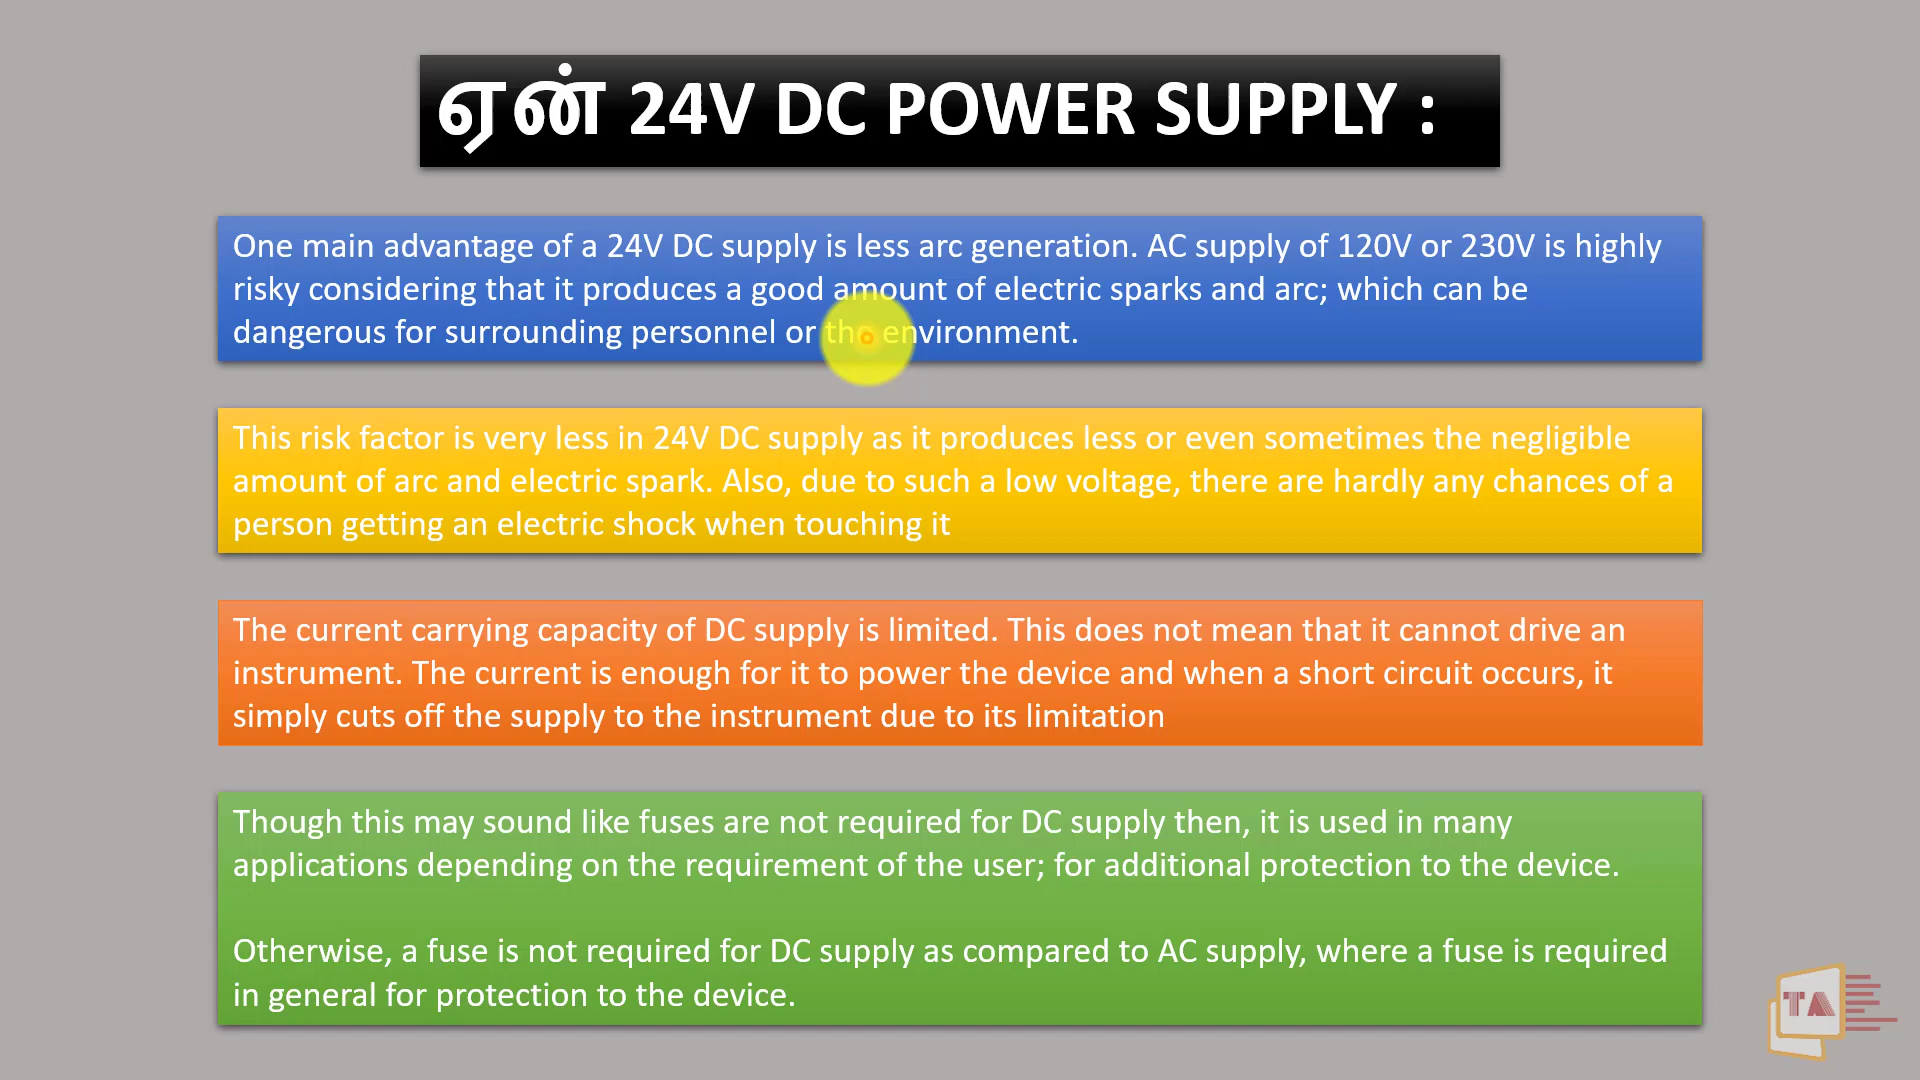 ஏன் 24V DC POWER SUPPLY :
One main advantage of a 24V DC supply is less arc generation. AC supply of 120V or 230V is highly
risky considering that it produces a good amount of electric sparks and arc; which can be
dangerous for surrounding personnel or the environment.
This risk factor is very less in 24V DC supply as it produces less or even sometimes the negligible
amount of arc and electric spark. Also, due to such a low voltage, there are hardly any chances of a
person getting an electric shock when touching it
The current carrying capacity of DC supply is limited. This does not mean that it cannot drive an
instrument. The current is enough for it to power the device and when a short circuit occurs, it
simply cuts off the supply to the instrument due to its limitation
Though this may sound like fuses are not required for DC supply then, it is used in many
applications depending on the requirement of the user; for additional protection to the device.
Otherwise, a fuse is not required for DC supply as compared to AC supply, where a fuse is required
in general for protection to the device.
TA